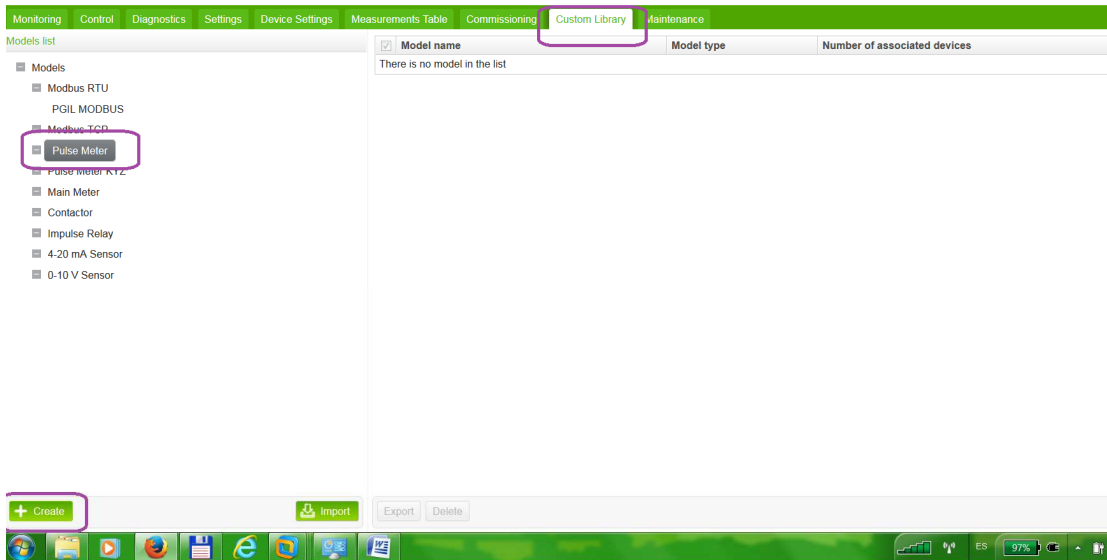 Monitoring Control Diagnostics Settings Device Settings Measurements Table Commissioning Custom Library Maintenance
Models list
Model name Model type Number of associated devices
There is no model in the list
Models
Modbus RTU
PGIL MODBUS
Modbus TCP
Pulse Meter
Pulse Meter KYZ
Main Meter
Contactor
Impulse Relay
4-20 mA Sensor
0-10 V Sensor
Create Import Export Delete
ES 97%